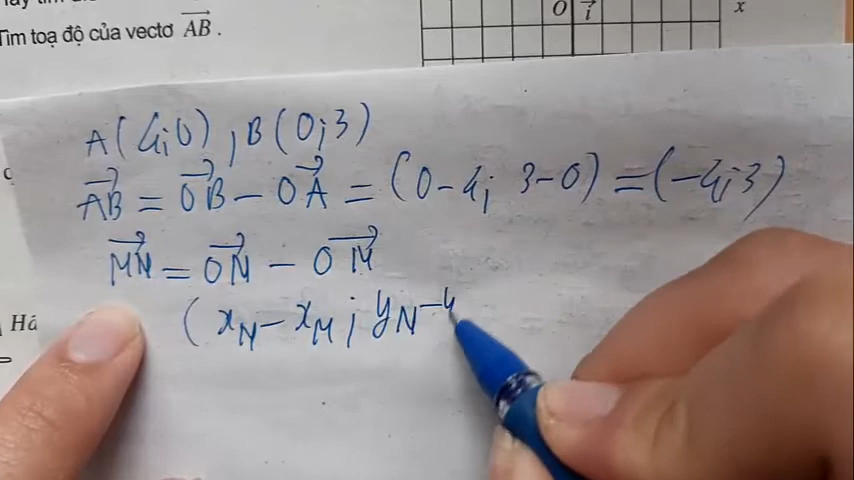 O i⃗ x
Tìm toạ độ của vectơ AB⃗ .
A(4;0), B(0;3)
AB⃗ = OB⃗ - OA⃗ = (0-4; 3-0) = (-4;3)
MN⃗ = ON⃗ - OM⃗
(x_N - x_M ; y_N - y